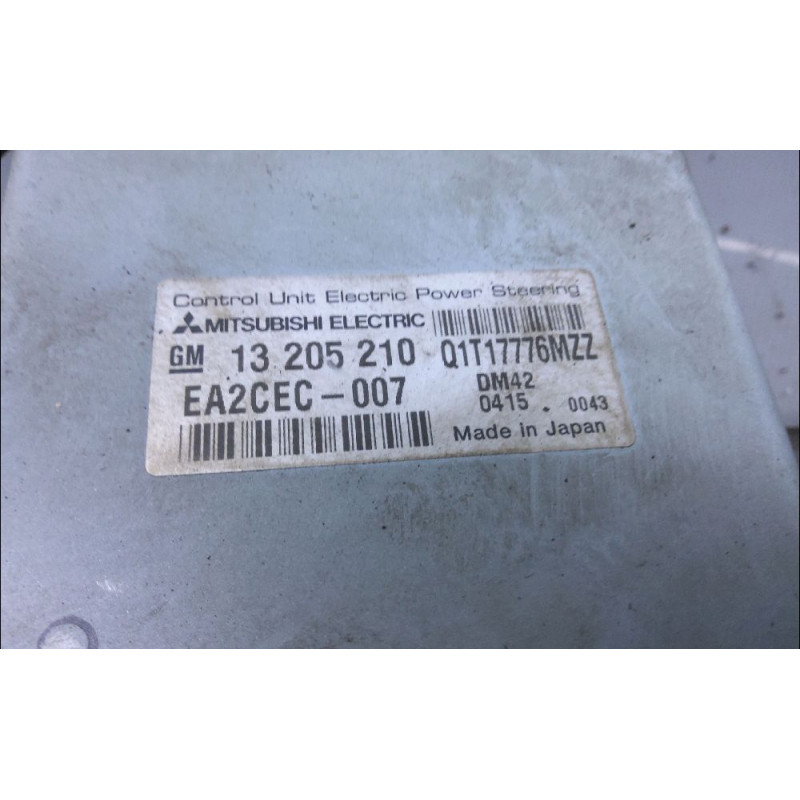 Control Unit Electric Power Steering
MITSUBISHI ELECTRIC
GM 13 205 210 Q1T17776MZZ
EA2CEC-007 DM42
0415 . 0043
Made in Japan